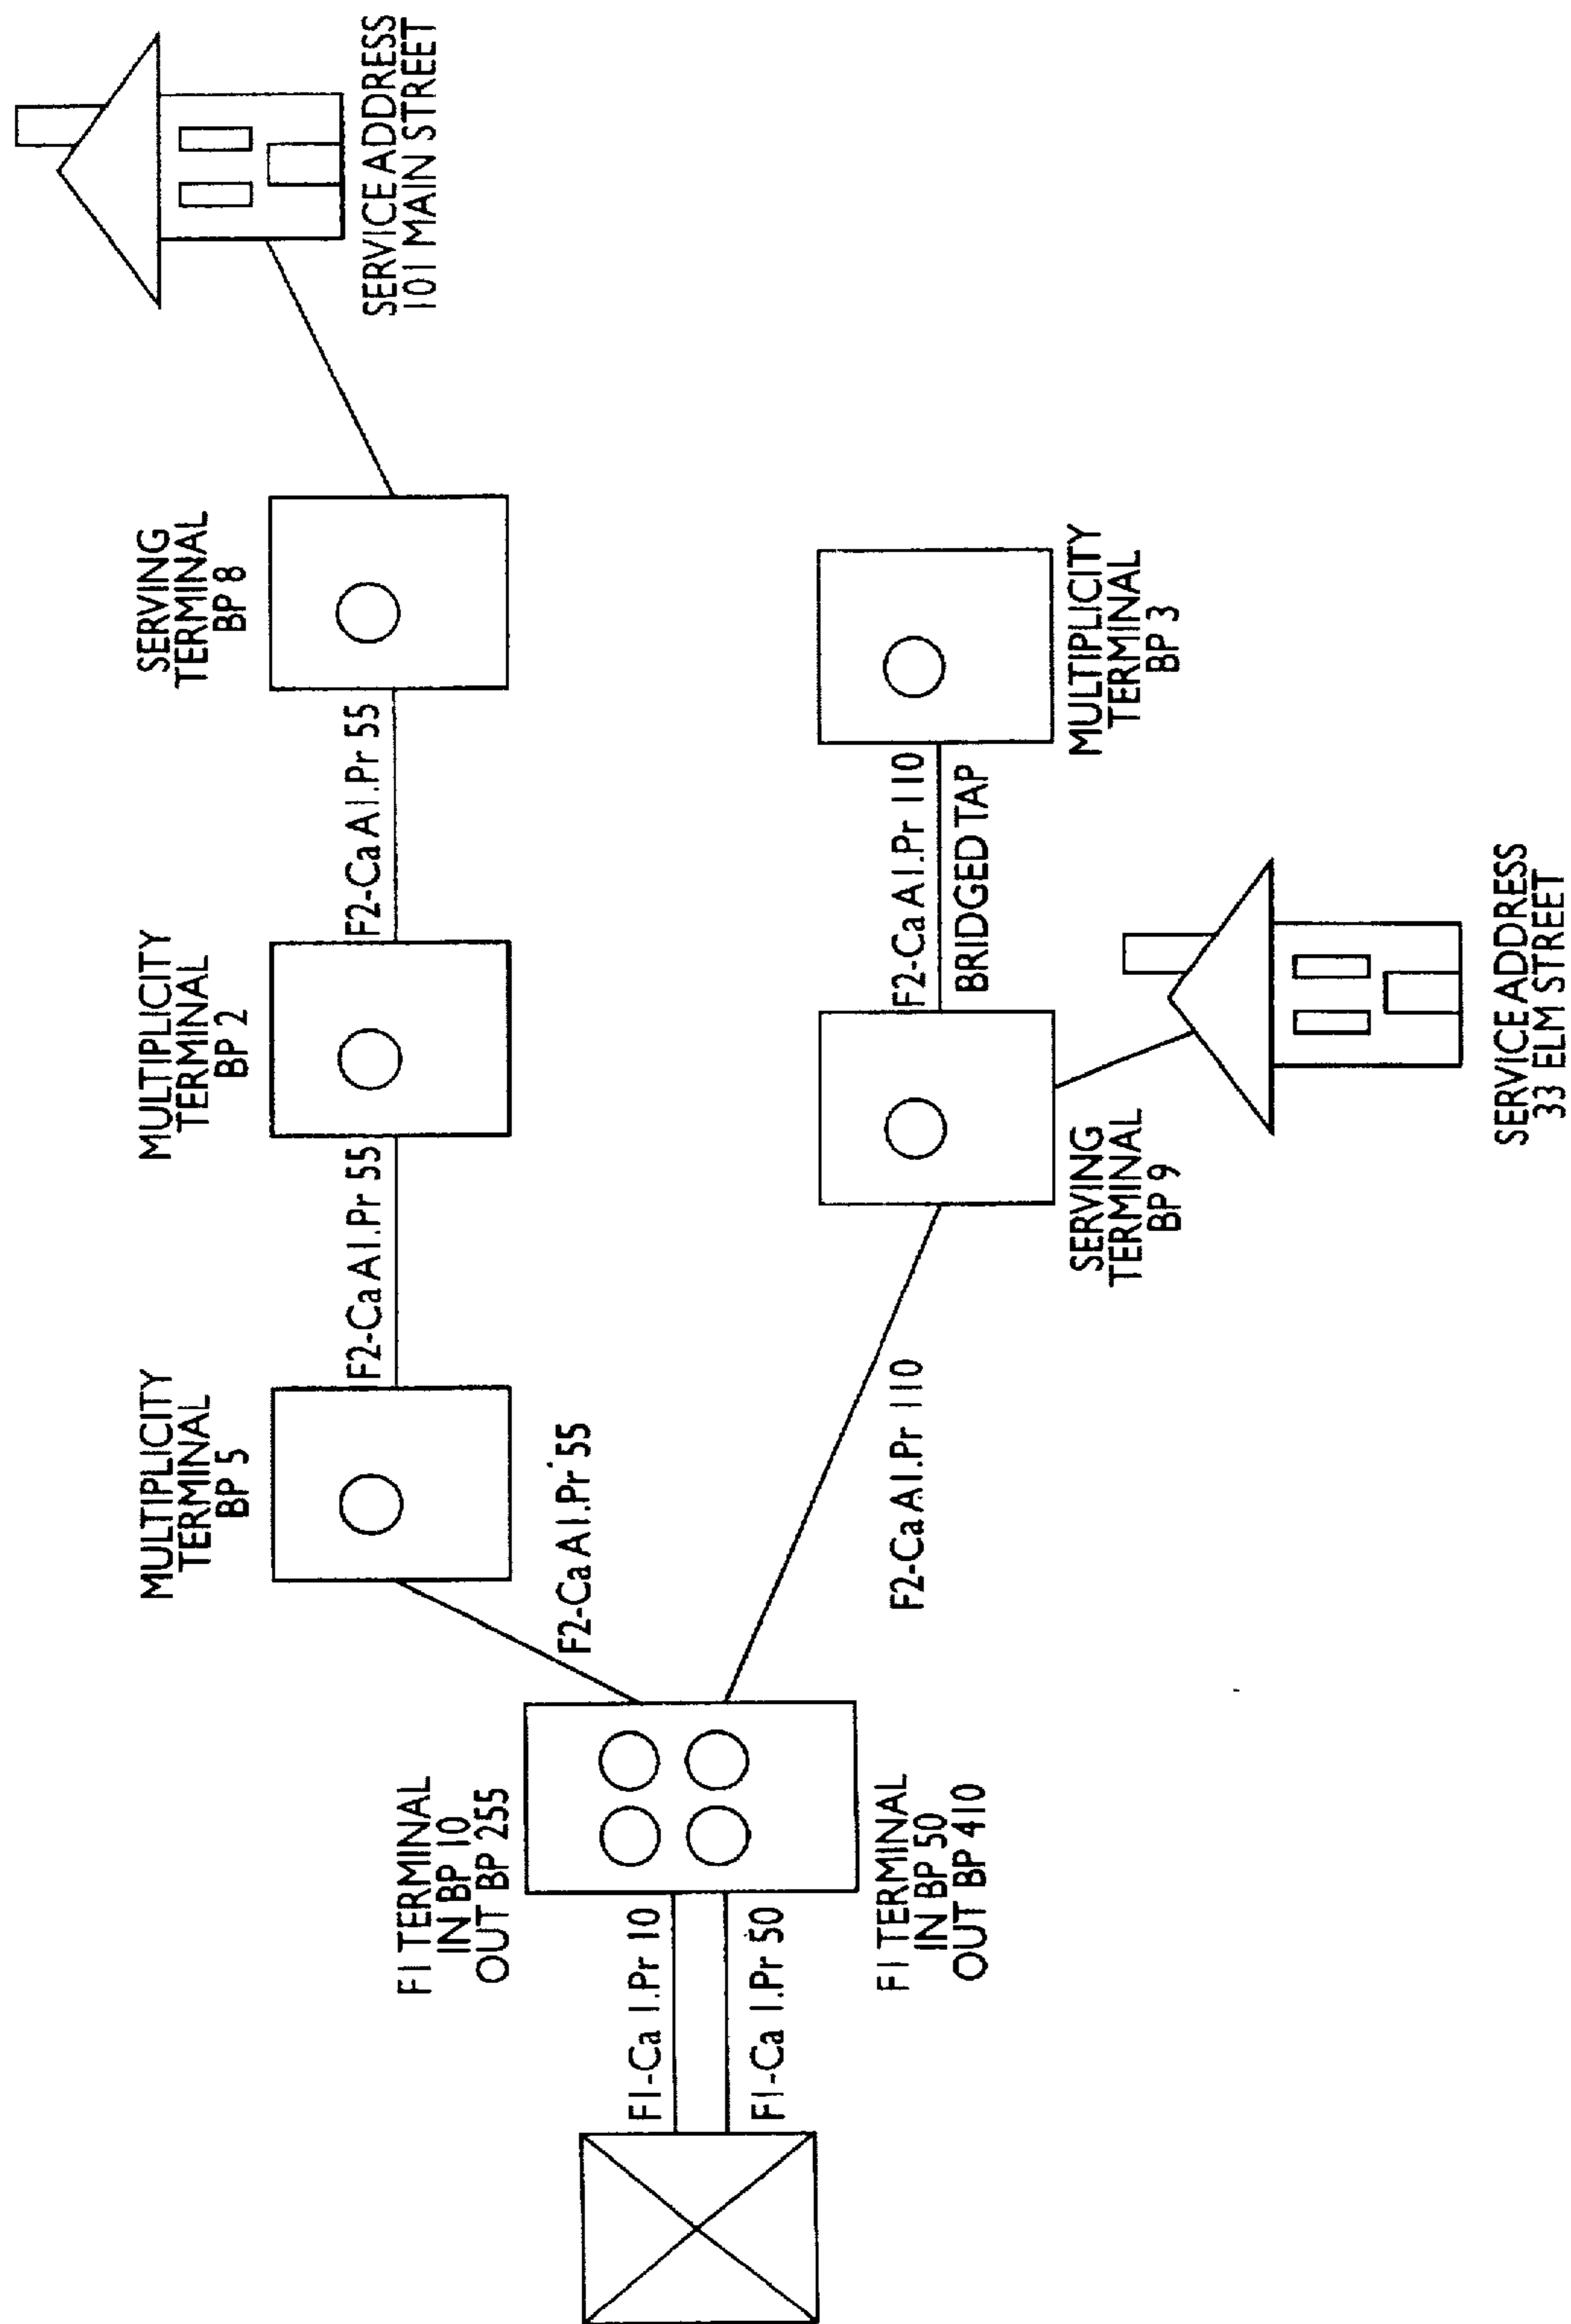 F1-Ca 1.Pr 10
F1-Ca 1.Pr 50
F1 TERMINAL
IN BP 10
OUT BP 255
F1 TERMINAL
IN BP 50
OUT BP 410
F2-Ca A1.Pr 55
MULTIPLICITY
TERMINAL
BP 5
F2-Ca A1.Pr 55
MULTIPLICITY
TERMINAL
BP 2
F2-Ca A1.Pr 55
SERVING
TERMINAL
BP 8
SERVICE ADDRESS
101 MAIN STREET
F2-Ca A1.Pr 110
SERVING
TERMINAL
BP 9
F2-Ca A1.Pr 110
BRIDGED TAP
MULTIPLICITY
TERMINAL
BP 3
SERVICE ADDRESS
33 ELM STREET